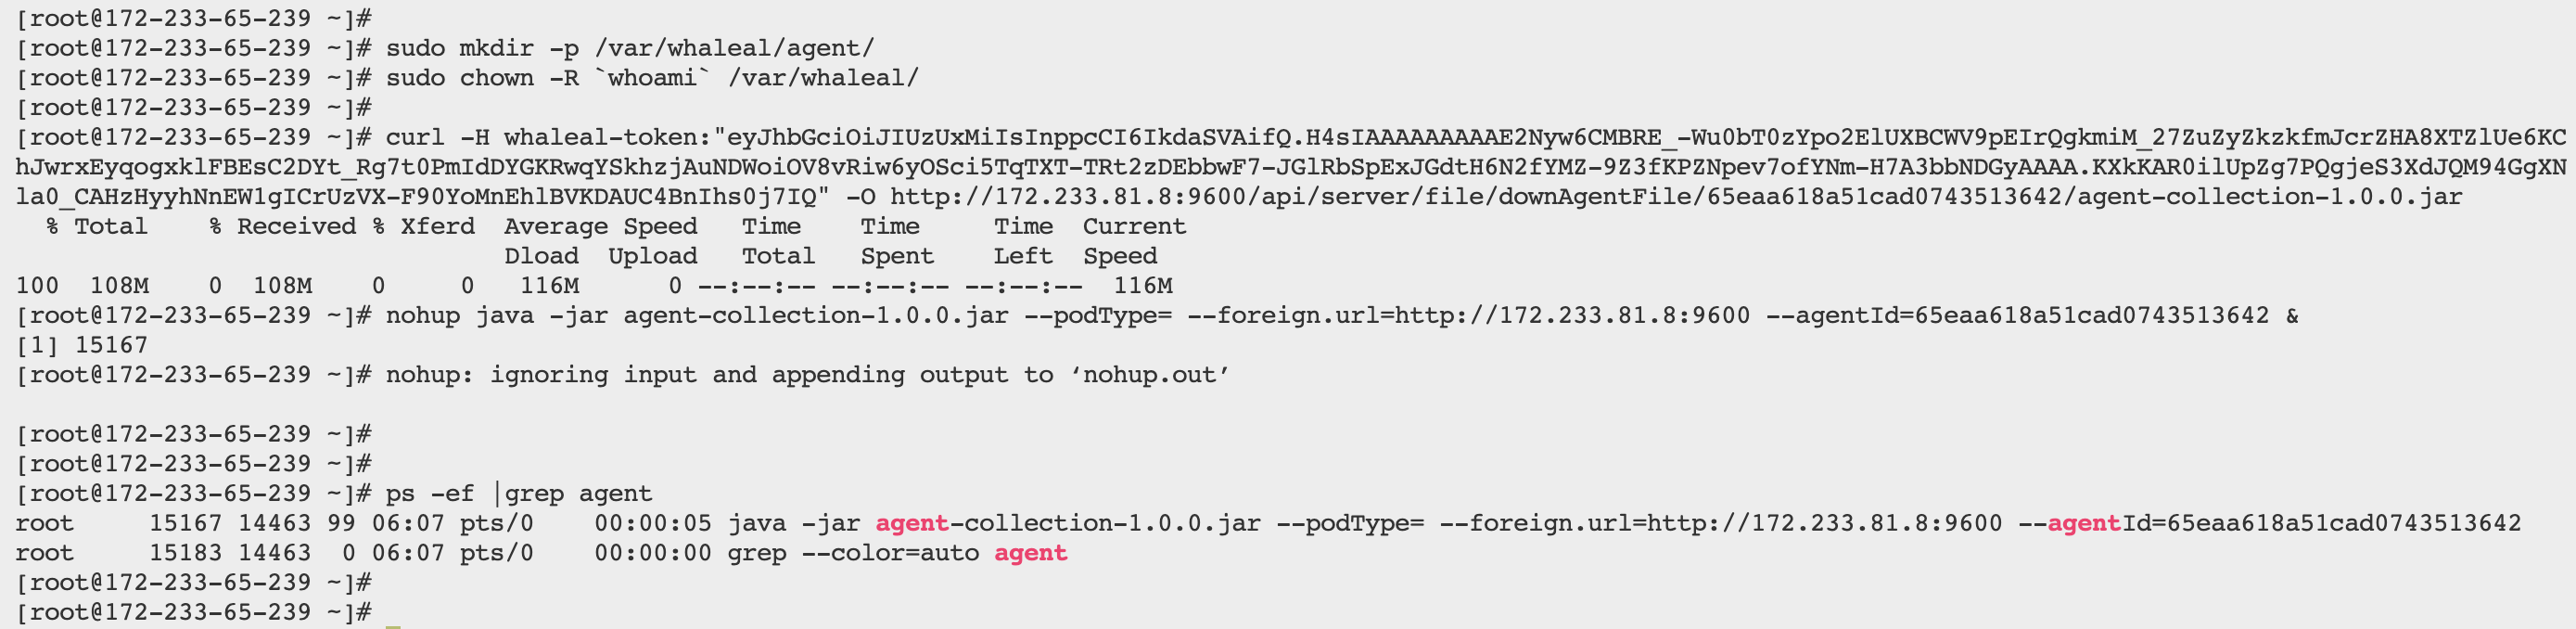 [root@172-233-65-239 ~]#
[root@172-233-65-239 ~]# sudo mkdir -p /var/whaleal/agent/
[root@172-233-65-239 ~]# sudo chown -R `whoami` /var/whaleal/
[root@172-233-65-239 ~]#
[root@172-233-65-239 ~]# curl -H whaleal-token:"eyJhbGciOiJIUzUxMiIsInppcCI6IkdaSVAifQ.H4sIAAAAAAAAAE2Nyw6CMBRE_-Wu0bT0zYpo2ElUXBCWV9pEIrQgkmiM_27ZuZyZkzkfmJcrZHA8XTZlUe6KC
hJwrxEyqogxklFBEsC2DYt_Rg7t0PmIdDYGKRwqYSkhzjAuNDWoiOV8vRiw6yOSci5TqTXT-TRt2zDEbbwF7-JGlRbSpExJGdtH6N2fYMZ-9Z3fKPZNpev7ofYNm-H7A3bbNDGyAAAA.KXkKAR0ilUpZg7PQgjeS3XdJQM94GgXN
la0_CAHzHyyhNnEW1gICrUzVX-F90YoMnEhlBVKDAUC4BnIhs0j7IQ" -O http://172.233.81.8:9600/api/server/file/downAgentFile/65eaa618a51cad0743513642/agent-collection-1.0.0.jar
% Total % Received % Xferd Average Speed Time Time Time Current
Dload Upload Total Spent Left Speed
100 108M 0 108M 0 0 116M 0 --:--:-- --:--:-- --:--:-- 116M
[root@172-233-65-239 ~]# nohup java -jar agent-collection-1.0.0.jar --podType= --foreign.url=http://172.233.81.8:9600 --agentId=65eaa618a51cad0743513642 &
[1] 15167
[root@172-233-65-239 ~]# nohup: ignoring input and appending output to ‘nohup.out’
[root@172-233-65-239 ~]#
[root@172-233-65-239 ~]#
[root@172-233-65-239 ~]# ps -ef |grep agent
root 15167 14463 99 06:07 pts/0 00:00:05 java -jar agent-collection-1.0.0.jar --podType= --foreign.url=http://172.233.81.8:9600 --agentId=65eaa618a51cad0743513642
root 15183 14463 0 06:07 pts/0 00:00:00 grep --color=auto agent
[root@172-233-65-239 ~]#
[root@172-233-65-239 ~]#